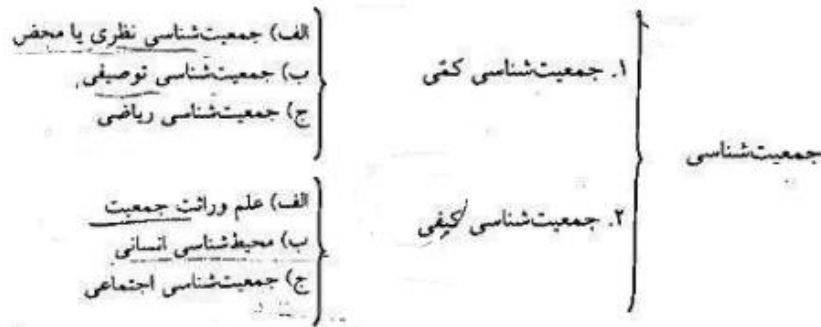 جمعیت‌شناسی
۱. جمعیت‌شناسی کمّی
الف) جمعیت‌شناسی نظری یا محض
ب) جمعیت‌شناسی توصیفی
ج) جمعیت‌شناسی ریاضی
۲. جمعیت‌شناسی کیفی
الف) علم وراثت جمعیت
ب) محیط‌شناسی انسانی
ج) جمعیت‌شناسی اجتماعی